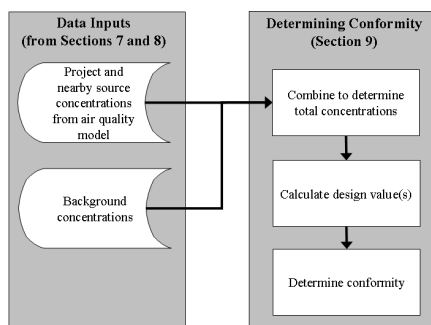 Data Inputs
(from Sections 7 and 8)
Project and
nearby source
concentrations
from air quality
model
Background
concentrations
Determining Conformity
(Section 9)
Combine to determine
total concentrations
Calculate design value(s)
Determine conformity